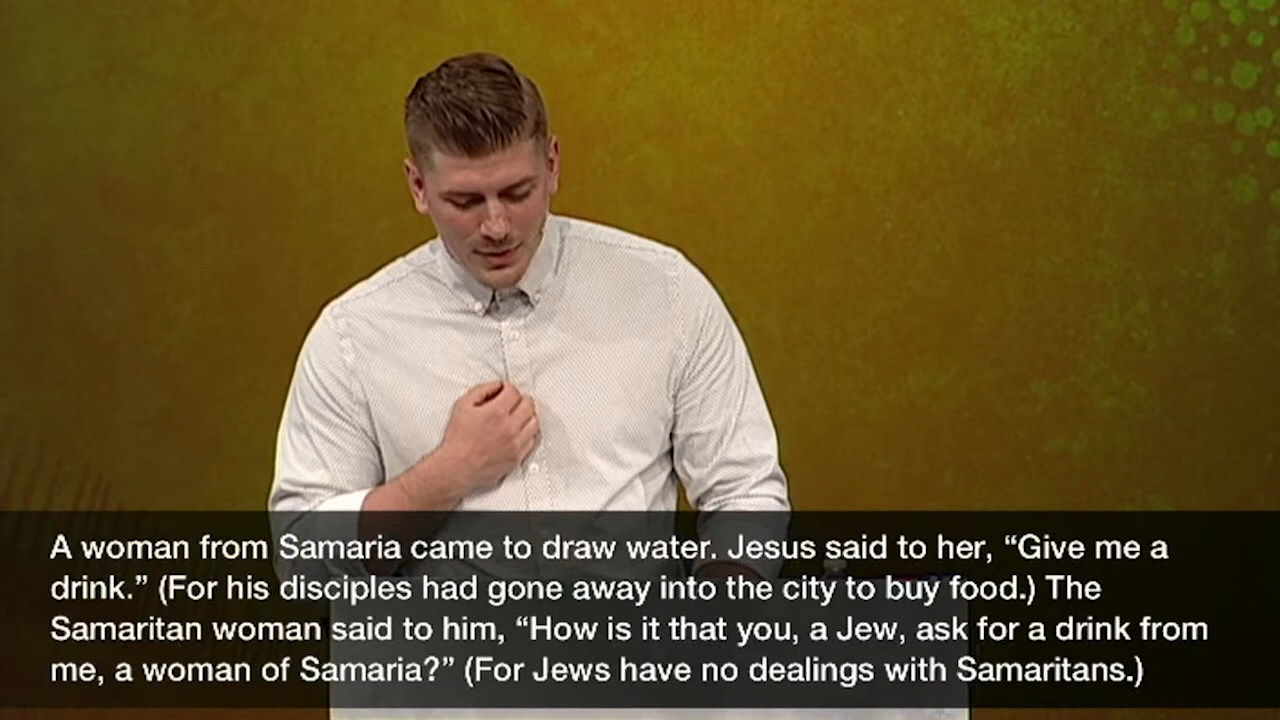 A woman from Samaria came to draw water. Jesus said to her, “Give me a
drink.” (For his disciples had gone away into the city to buy food.) The
Samaritan woman said to him, “How is it that you, a Jew, ask for a drink from
me, a woman of Samaria?” (For Jews have no dealings with Samaritans.)